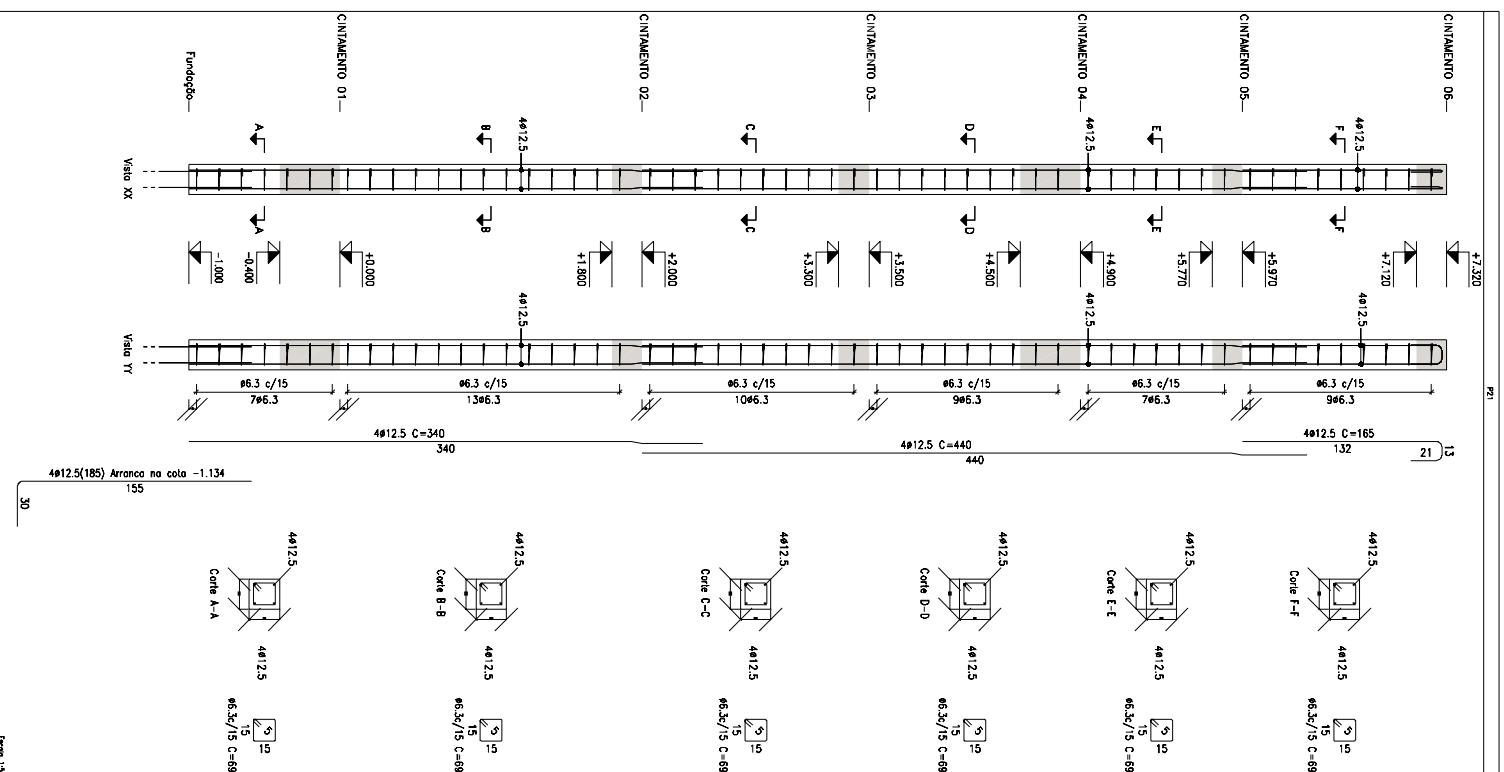 CINTAMENTO 06
CINTAMENTO 05
CINTAMENTO 04
CINTAMENTO 03
CINTAMENTO 02
CINTAMENTO 01
Fundação
P21
A
B
C
D
E
F
4ø12.5
4ø12.5
4ø12.5
Vista XX
A
B
C
D
E
F
-1.000
-0.400
+0.000
+1.800
+2.000
+3.300
+3.500
+4.500
+4.900
+5.770
+5.970
+7.120
+7.320
4ø12.5
4ø12.5
4ø12.5
Vista YY
ø6.3 c/15
7ø6.3
ø6.3 c/15
13ø6.3
ø6.3 c/15
10ø6.3
ø6.3 c/15
9ø6.3
ø6.3 c/15
7ø6.3
ø6.3 c/15
9ø6.3
4ø12.5 C=340
340
4ø12.5 C=440
440
4ø12.5 C=165
132
21
13
4ø12.5(185) Arranca na cota -1.134
155
30
4ø12.5
Corte A-A
4ø12.5
4ø12.5
Corte B-B
4ø12.5
4ø12.5
Corte C-C
4ø12.5
4ø12.5
Corte D-D
4ø12.5
4ø12.5
Corte E-E
4ø12.5
4ø12.5
Corte F-F
4ø12.5
5
15
15
ø6.3c/15 C=69
5
15
15
ø6.3c/15 C=69
5
15
15
ø6.3c/15 C=69
5
15
15
ø6.3c/15 C=69
5
15
15
ø6.3c/15 C=69
5
15
15
ø6.3c/15 C=69